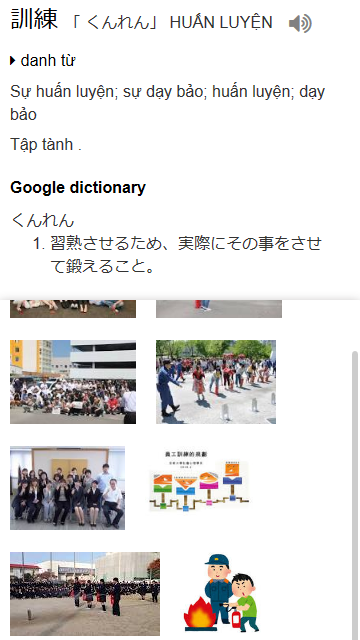 訓練 「 くんれん」 HUẤN LUYỆN
danh từ
Sự huấn luyện; sự dạy bảo; huấn luyện; dạy
bảo
Tập tành .
Google dictionary
くんれん
1. 習熟させるため、実際にその事をさせ
て鍛えること。
員工訓練的規劃